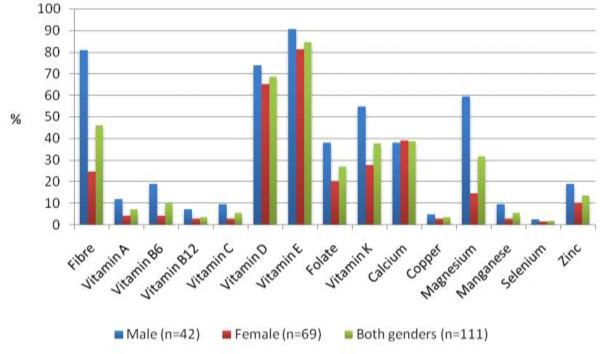 100
90
80
70
60
50
40
30
20
10
0
%
Fibre
Vitamin A
Vitamin B6
Vitamin B12
Vitamin C
Vitamin D
Vitamin E
Folate
Vitamin K
Calcium
Copper
Magnesium
Manganese
Selenium
Zinc
Male (n=42) Female (n=69) Both genders (n=111)